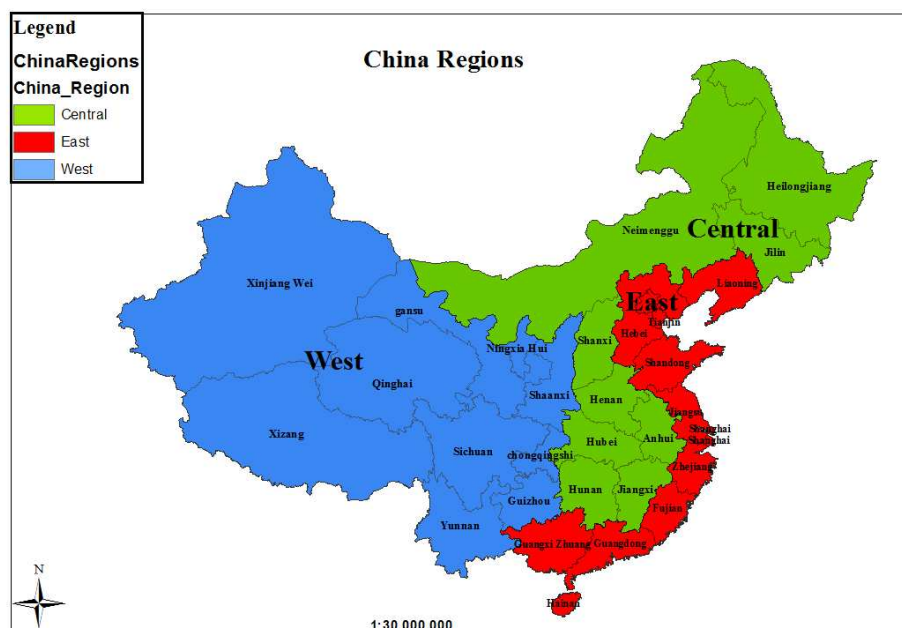 Legend
ChinaRegions
China_Region
Central
East
West
China Regions
Heilongjiang
Neimenggu
Central
Jilin
Xinjiang Wei
Liaoning
gansu
East
Tianjin
Hebei
Shanxi
Ningxia Hui
West
Shandong
Qinghai
Shaanxi
Henan
Jiangsu
Xizang
Shanghai
Shanghai
Hubei
Anhui
Sichuan
chongqingshi
Zhejiang
Hunan
Jiangxi
Guizhou
Fujian
Yunnan
Guangxi Zhuang
Guangdong
N
Hainan
1:30 000 000